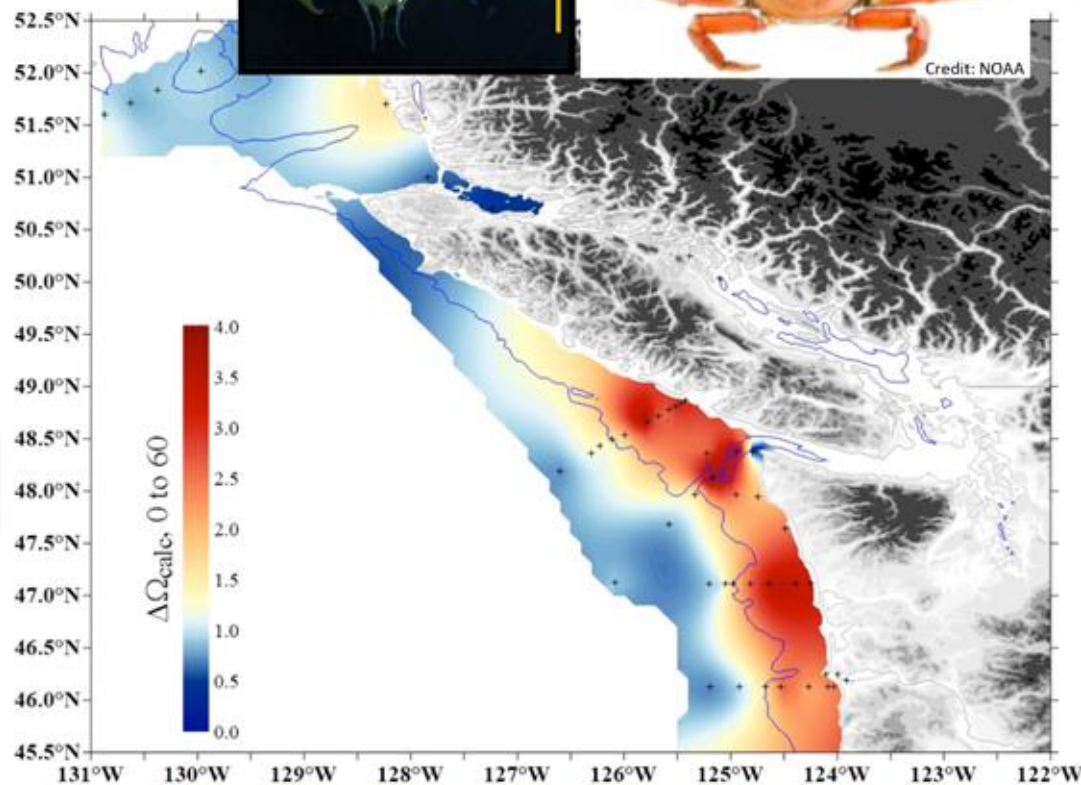 Credit: NOAA
52.5°N
52.0°N
51.5°N
51.0°N
50.5°N
50.0°N
49.5°N
49.0°N
48.5°N
48.0°N
47.5°N
47.0°N
46.5°N
46.0°N
45.5°N
ΔΩcalc, 0 to 60
4.0
3.5
3.0
2.5
2.0
1.5
1.0
0.5
0.0
131°W 130°W 129°W 128°W 127°W 126°W 125°W 124°W 123°W 122°W